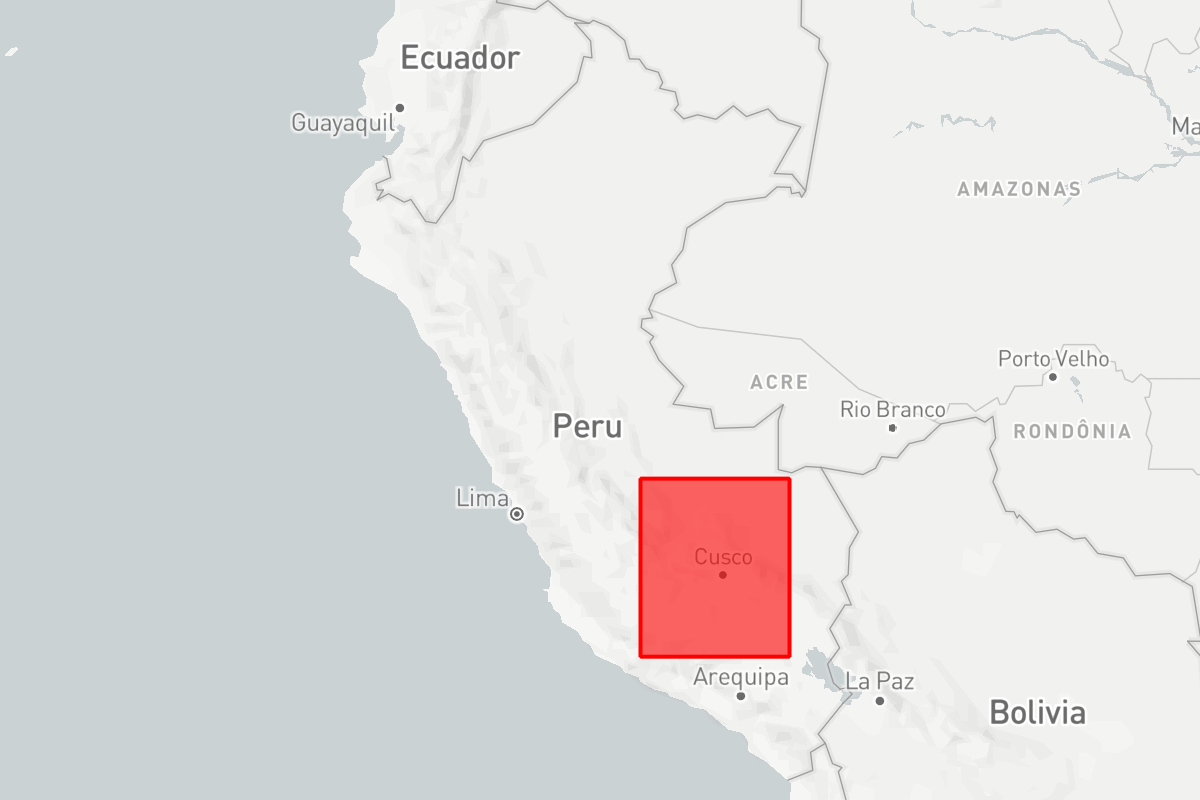 Ecuador
Guayaquil
Ma
AMAZONAS
Porto Velho
ACRE
Rio Branco
Peru
RONDÔNIA
Lima
Cusco
Arequipa
La Paz
Bolivia